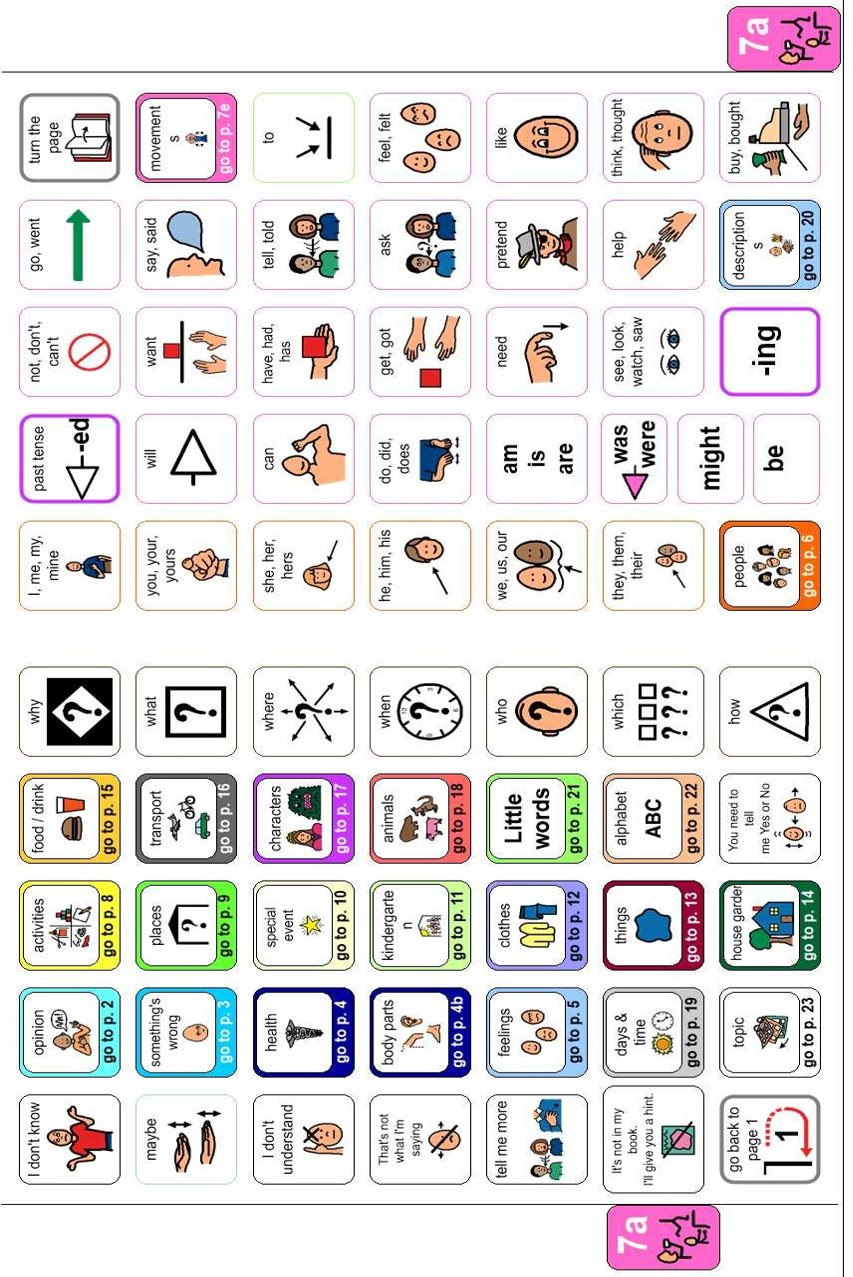 I don't know
opinion
go to p. 2
activities
go to p. 8
food / drink
go to p. 15
why
I, me, my,
mine
past tense
-ed
not, don't,
can't
go, went
turn the
page
maybe
something's
wrong
go to p. 3
places
go to p. 9
transport
go to p. 16
what
you, your,
yours
will
want
say, said
movement
s
go to p. 7e
I don't
understand
health
go to p. 4
special
event
go to p. 10
characters
go to p. 17
where
she, her,
hers
can
have, had,
has
tell, told
to
That's not
what I'm
saying
body parts
go to p. 4b
kindergarte
n
go to p. 11
animals
go to p. 18
when
he, him, his
do, did,
does
get, got
ask
feel, felt
tell me more
feelings
go to p. 5
clothes
go to p. 12
Little
words
go to p. 21
who
we, us, our
am
is
are
need
pretend
like
7a
It's not in my
book.
I'll give you a hint.
days &
time
go to p. 19
things
go to p. 13
alphabet
ABC
go to p. 22
which
they, them,
their
was
were
might
be
see, look,
watch, saw
help
think, thought
go back to
page 1
1
topic
go to p. 23
house garden
go to p. 14
You need to
tell
me Yes or No
how
people
go to p. 6
-ing
description
s
go to p. 20
buy, bought
7a